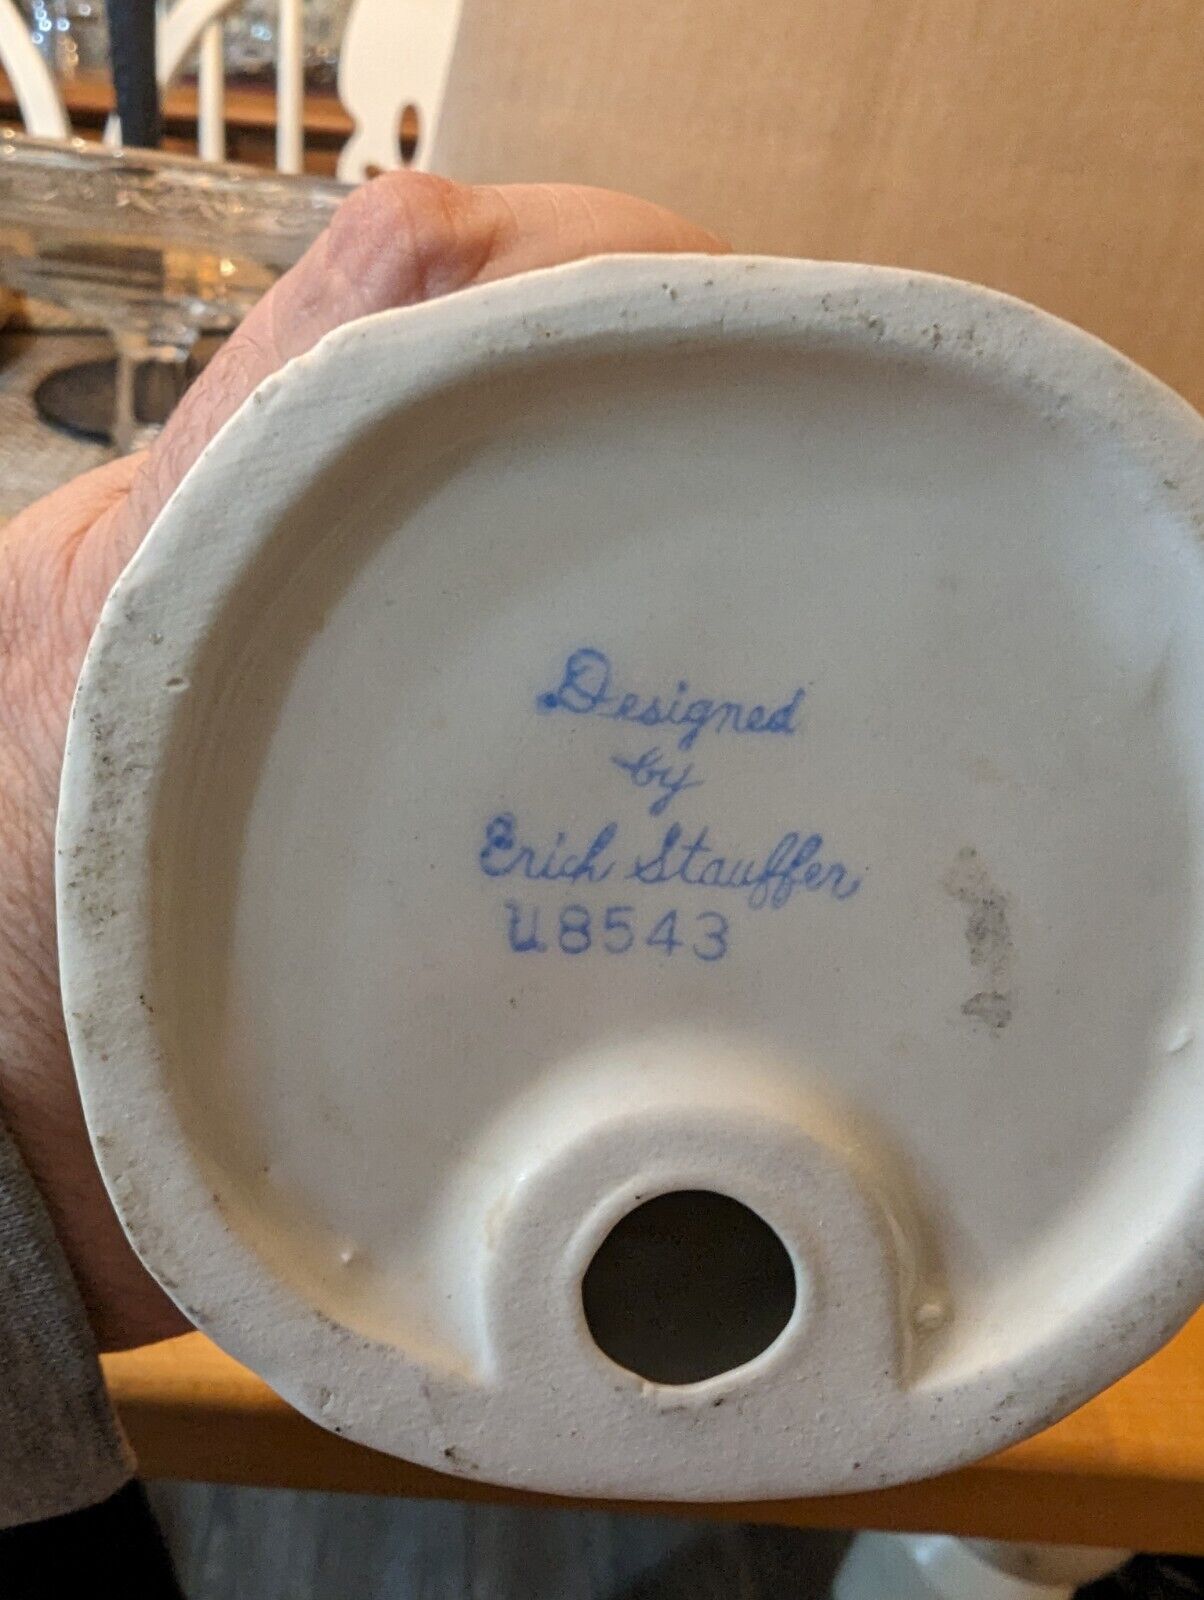 Designed
by
Erich Stauffer
U8543